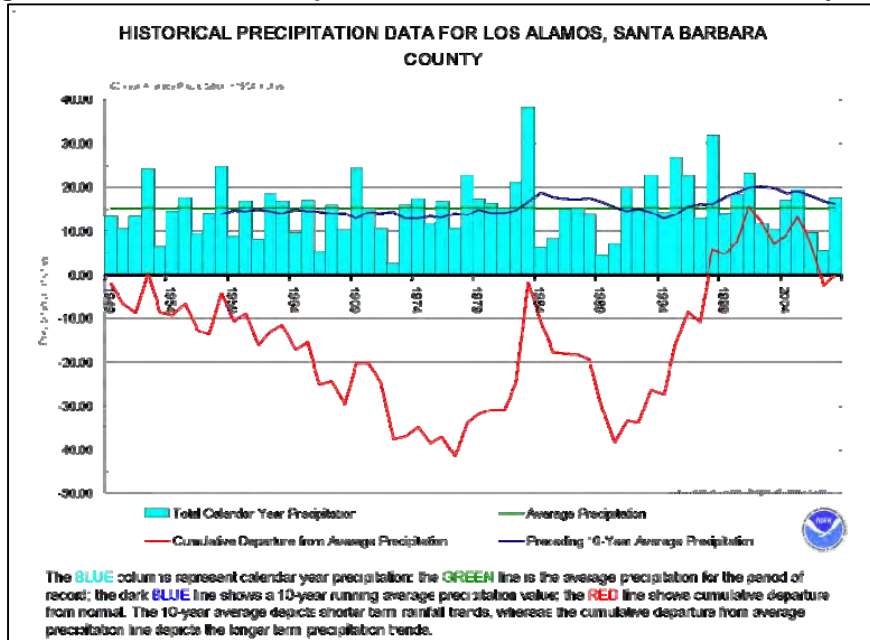 HISTORICAL PRECIPITATION DATA FOR LOS ALAMOS, SANTA BARBARA
COUNTY
40.00
30.00
20.00
10.00
0.00
-10.00
-20.00
-30.00
-40.00
-50.00
1949
1954
1959
1964
1969
1974
1979
1984
1989
1994
1999
2004
Total Calendar Year Precipitation
Average Precipitation
Cumulative Departure from Average Precipitation
Preceding 10-Year Average Precipitation
The BLUE columns represent calendar year precipitation; the GREEN line is the average precipitation for the period of
record; the dark BLUE line shows a 10-year running average precipitation value; the RED line shows cumulative departure
from normal. The 10-year average depicts shorter term rainfall trends, whereas the cumulative departure from average
precipitation line depicts the longer term precipitation trends.